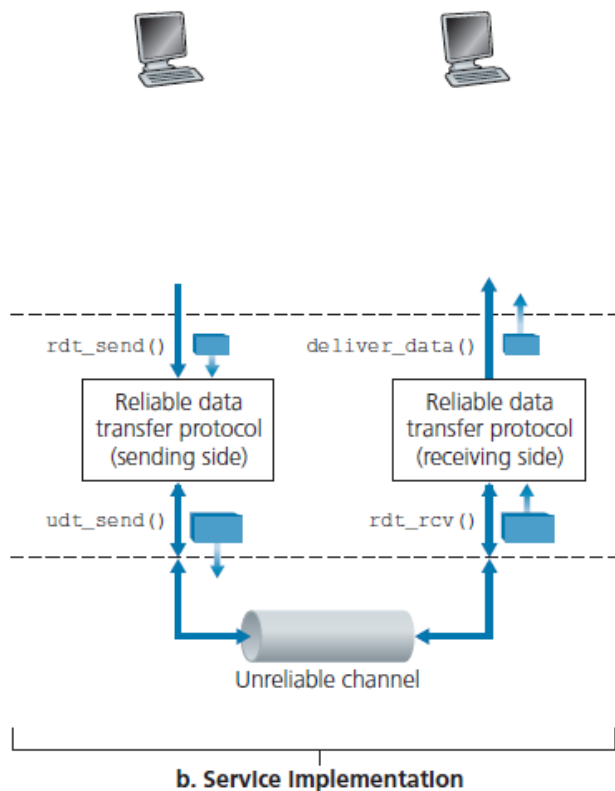 rdt_send()
deliver_data()
Reliable data
transfer protocol
(sending side)
Reliable data
transfer protocol
(receiving side)
udt_send()
rdt_rcv()
Unreliable channel
b. Service implementation